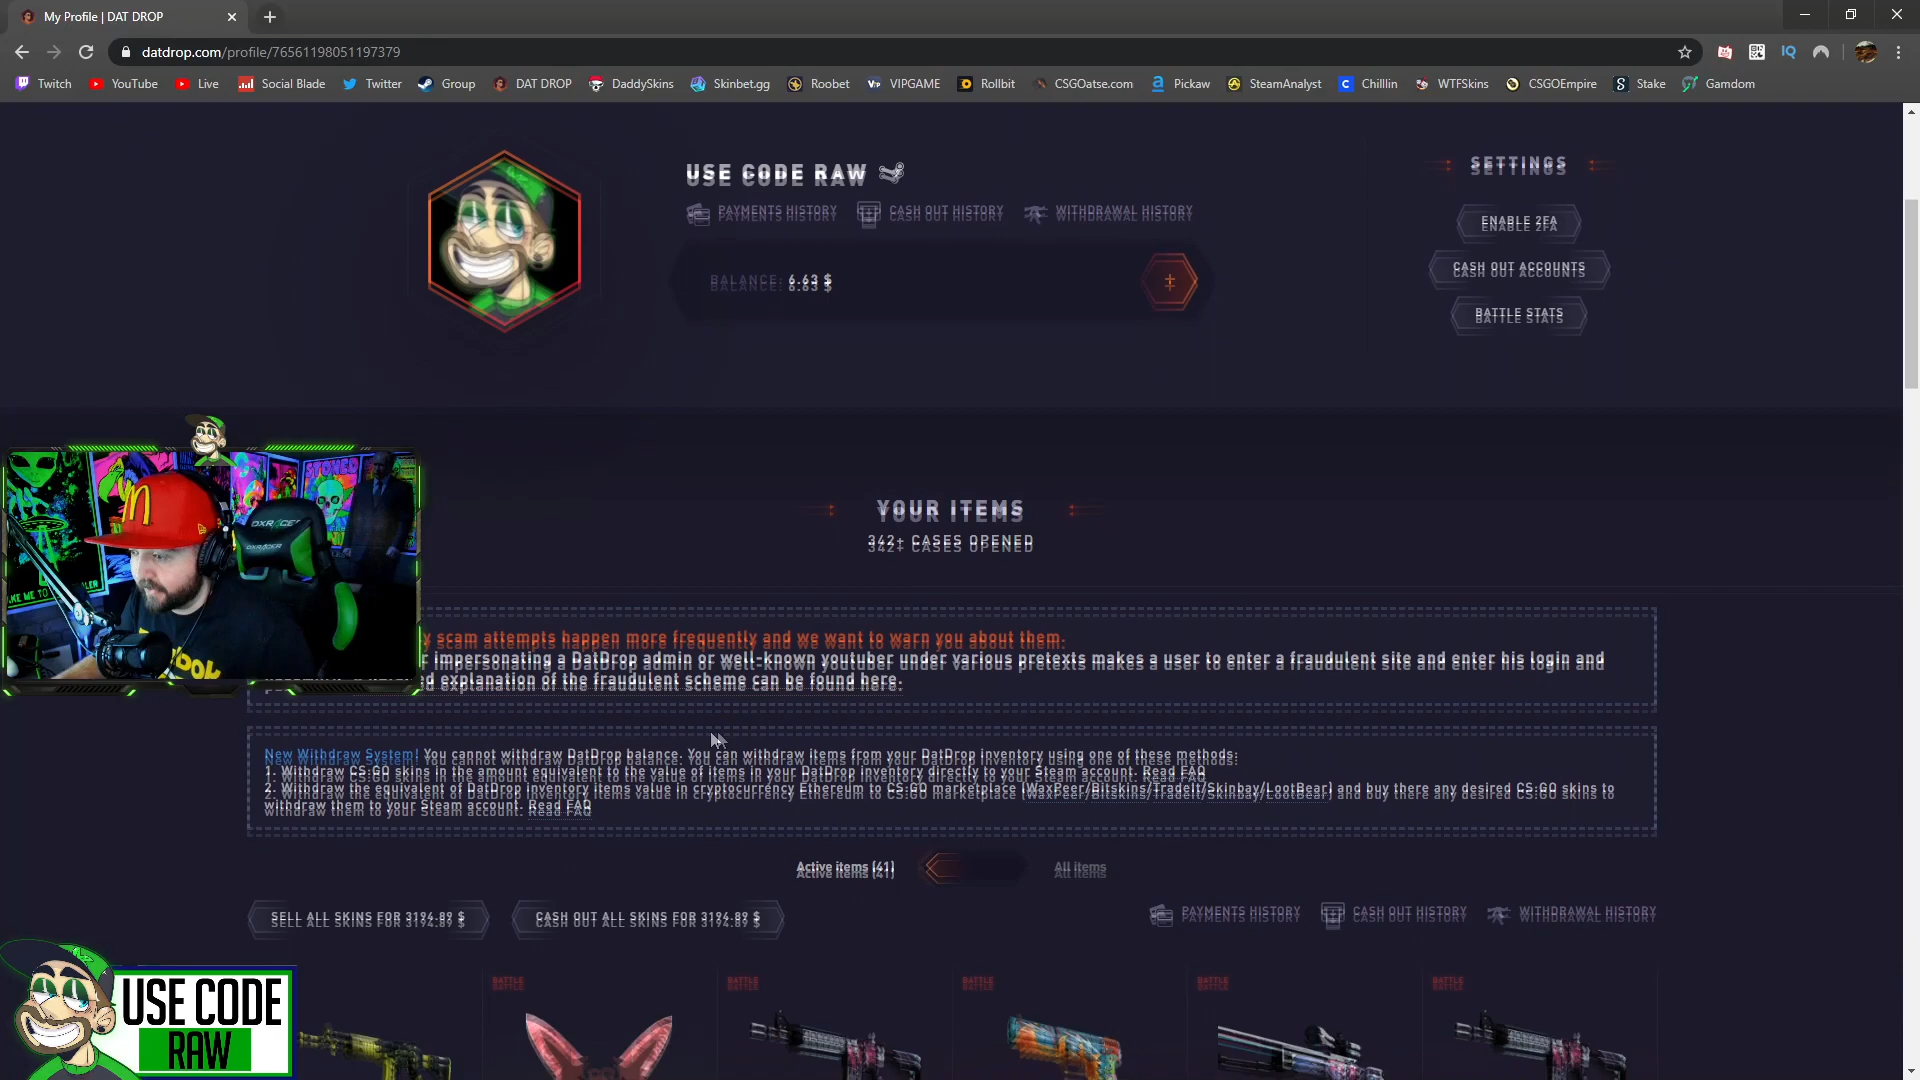 My Profile | DAT DROP
datdrop.com/profile/76561198051197379
Twitch YouTube Live Social Blade Twitter Group DAT DROP DaddySkins Skinbet.gg Roobet VIPGAME Rollbit CSGOatse.com Pickaw SteamAnalyst Chilllin WTFSkins CSGOEmpire Stake Gamdom
USE CODE RAW
PAYMENTS HISTORY CASH OUT HISTORY WITHDRAWAL HISTORY
BALANCE: 6.63 $
SETTINGS
ENABLE 2FA
CASH OUT ACCOUNTS
BATTLE STATS
YOUR ITEMS
342+ CASES OPENED
scam attempts happen more frequently and we want to warn you about them.
impersonating a DatDrop admin or well-known youtuber under various pretexts makes a user to enter a fraudulent site and enter his login and
explanation of the fraudulent scheme can be found here.
New Withdraw System! You cannot withdraw DatDrop balance. You can withdraw items from your DatDrop inventory using one of these methods:
1. Withdraw CS:GO skins in the amount equivalent to the value of items in your DatDrop inventory directly to your Steam account. Read FAQ
2. Withdraw the equivalent of DatDrop inventory items value in cryptocurrency Ethereum to CS:GO marketplace (WaxPeer/Bitskins/Tradeit/Skinbay/LootBear) and buy there any desired CS:GO skins to
withdraw them to your Steam account. Read FAQ
Active items (41) All items
SELL ALL SKINS FOR 3194.89 $ CASH OUT ALL SKINS FOR 3194.89 $
PAYMENTS HISTORY CASH OUT HISTORY WITHDRAWAL HISTORY
BATTLE BATTLE BATTLE BATTLE BATTLE
STONED
DXRACER
USE CODE
RAW